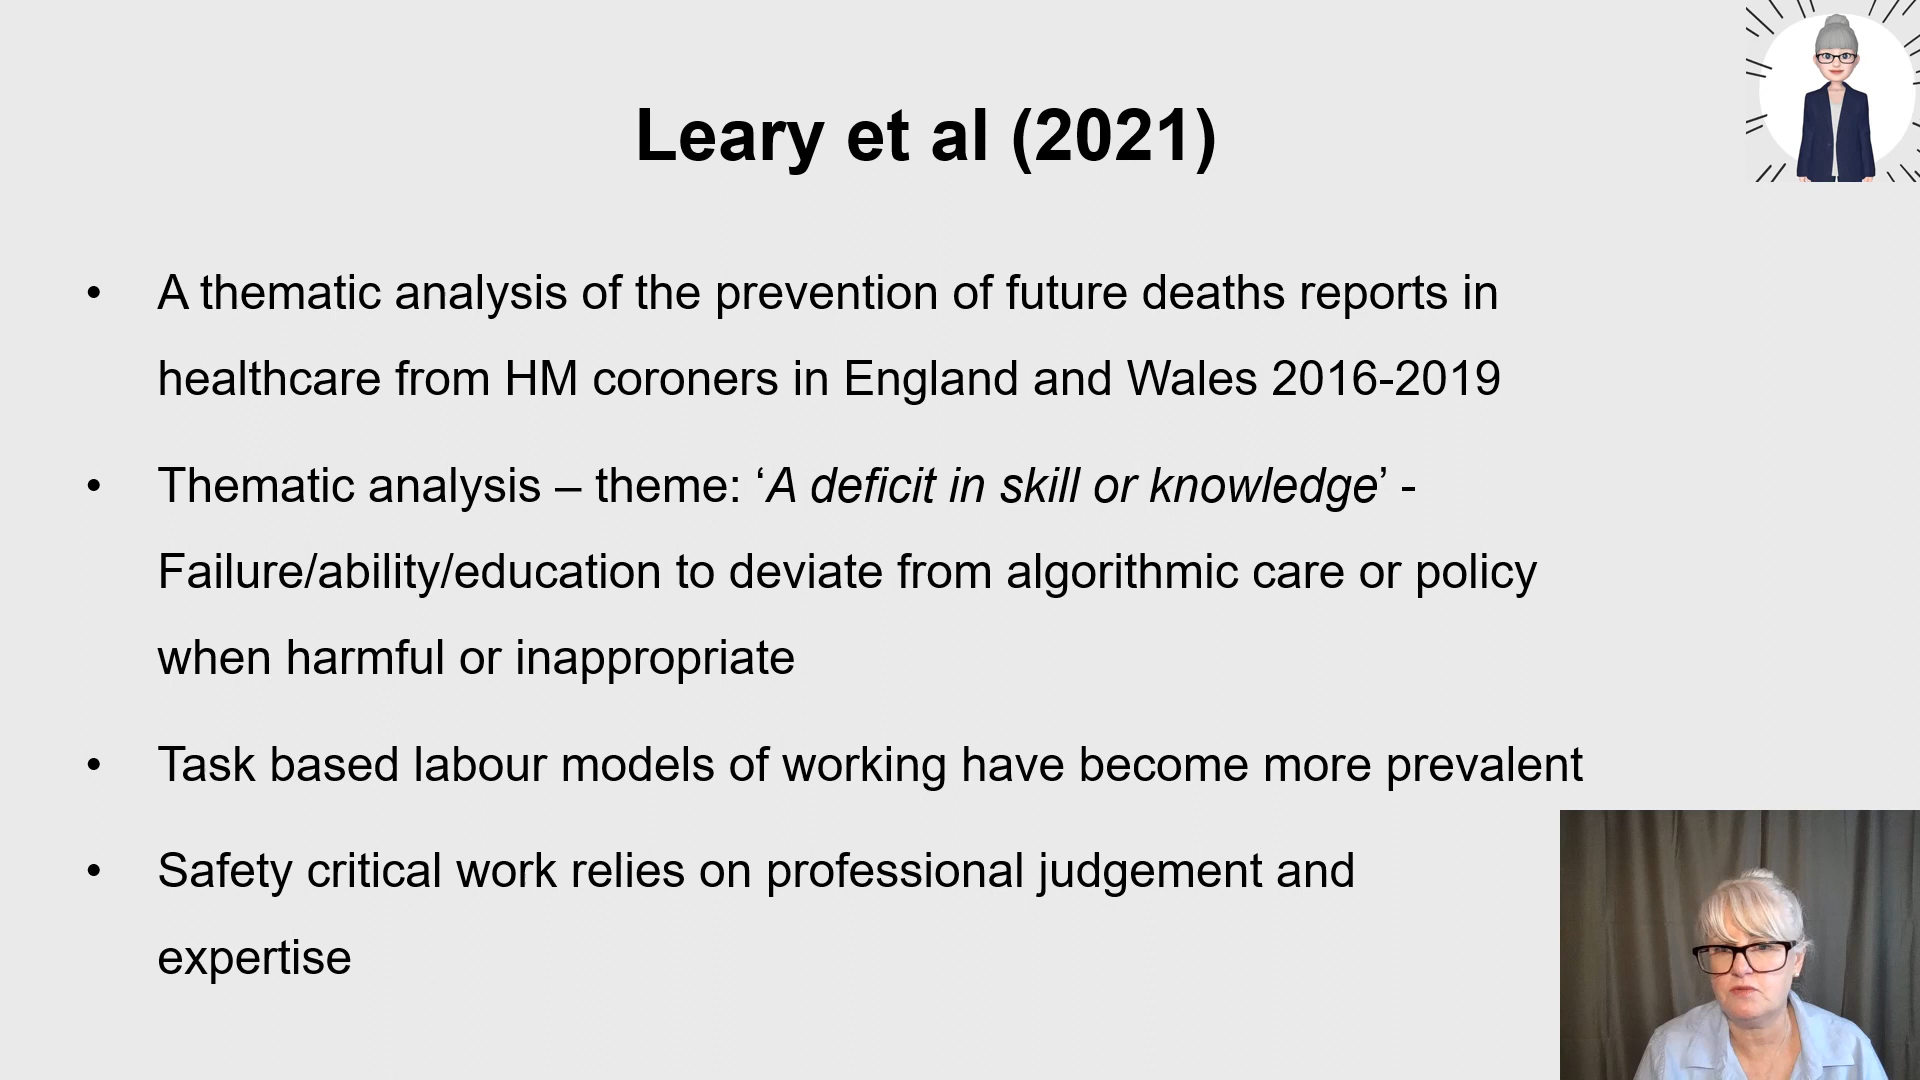 Leary et al (2021)
• A thematic analysis of the prevention of future deaths reports in
healthcare from HM coroners in England and Wales 2016-2019
• Thematic analysis – theme: ‘A deficit in skill or knowledge’ -
Failure/ability/education to deviate from algorithmic care or policy
when harmful or inappropriate
• Task based labour models of working have become more prevalent
• Safety critical work relies on professional judgement and
expertise